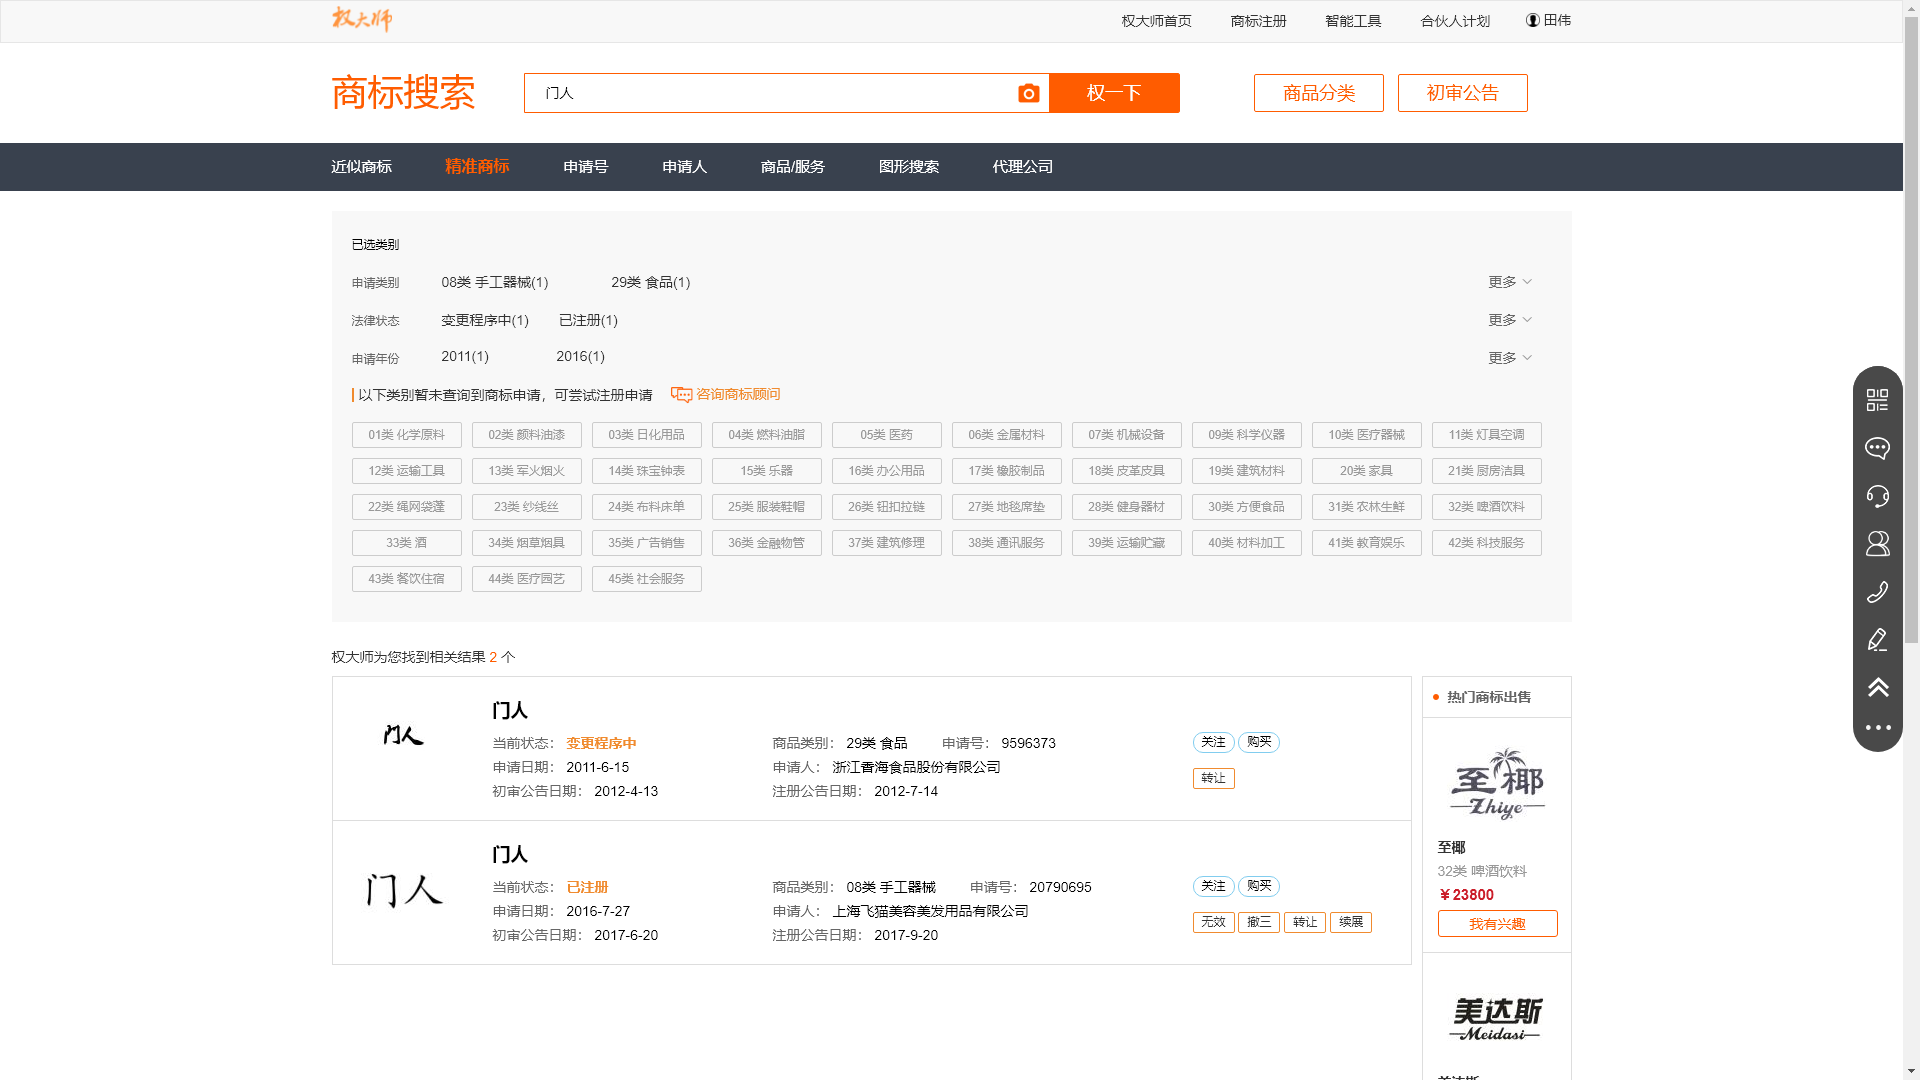 权大师
权大师首页 商标注册 智能工具 合伙人计划 田伟
商标搜索 门人 权一下 商品分类 初审公告
近似商标 精准商标 申请号 申请人 商品/服务 图形搜索 代理公司
已选类别
申请类别 08类 手工器械(1) 29类 食品(1) 更多
法律状态 变更程序中(1) 已注册(1) 更多
申请年份 2011(1) 2016(1) 更多
以下类别暂未查询到商标申请，可尝试注册申请 咨询商标顾问
01类 化学原料 02类 颜料油漆 03类 日化用品 04类 燃料油脂 05类 医药 06类 金属材料 07类 机械设备 09类 科学仪器 10类 医疗器械 11类 灯具空调
12类 运输工具 13类 军火烟火 14类 珠宝钟表 15类 乐器 16类 办公用品 17类 橡胶制品 18类 皮革皮具 19类 建筑材料 20类 家具 21类 厨房洁具
22类 绳网袋蓬 23类 纱线丝 24类 布料床单 25类 服装鞋帽 26类 钮扣拉链 27类 地毯席垫 28类 健身器材 30类 方便食品 31类 农林生鲜 32类 啤酒饮料
33类 酒 34类 烟草烟具 35类 广告销售 36类 金融物管 37类 建筑修理 38类 通讯服务 39类 运输贮藏 40类 材料加工 41类 教育娱乐 42类 科技服务
43类 餐饮住宿 44类 医疗园艺 45类 社会服务
权大师为您找到相关结果 2 个
门人
门人
当前状态： 变更程序中 商品类别： 29类 食品 申请号： 9596373 关注 购买
申请日期： 2011-6-15 申请人： 浙江香海食品股份有限公司 转让
初审公告日期： 2012-4-13 注册公告日期： 2012-7-14
门人
门人
当前状态： 已注册 商品类别： 08类 手工器械 申请号： 20790695 关注 购买
申请日期： 2016-7-27 申请人： 上海飞猫美容美发用品有限公司 无效 撤三 转让 续展
初审公告日期： 2017-6-20 注册公告日期： 2017-9-20
热门商标出售
至椰
Zhiye
至椰
32类 啤酒饮料
￥23800
我有兴趣
美达斯
Meidasi